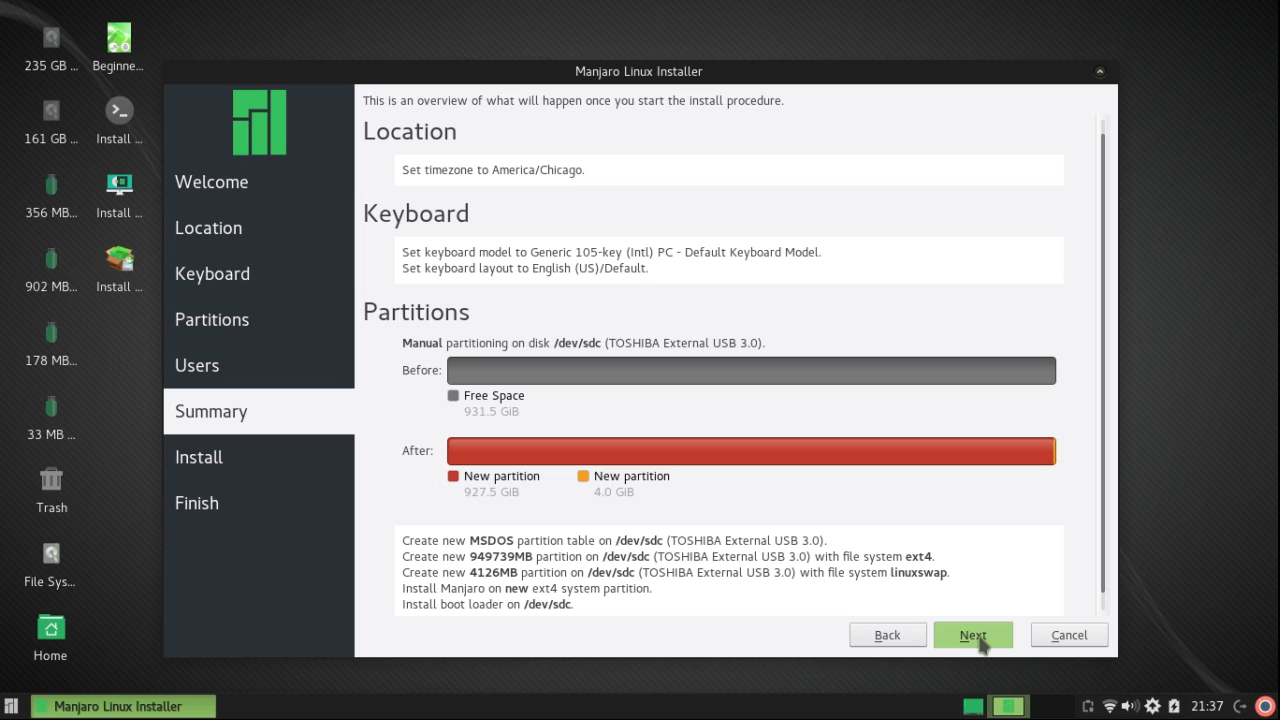 235 GB ...
Beginne...
161 GB ...
Install ...
356 MB...
Install ...
902 MB...
Install ...
178 MB...
33 MB ...
Trash
File Sys...
Home
Manjaro Linux Installer
Welcome
Location
Keyboard
Partitions
Users
Summary
Install
Finish
This is an overview of what will happen once you start the install procedure.
Location
Set timezone to America/Chicago.
Keyboard
Set keyboard model to Generic 105-key (Intl) PC - Default Keyboard Model.
Set keyboard layout to English (US)/Default.
Partitions
Manual partitioning on disk /dev/sdc (TOSHIBA External USB 3.0).
Before:
Free Space
931.5 GiB
After:
New partition
927.5 GiB
New partition
4.0 GiB
Create new MSDOS partition table on /dev/sdc (TOSHIBA External USB 3.0).
Create new 949739MB partition on /dev/sdc (TOSHIBA External USB 3.0) with file system ext4.
Create new 4126MB partition on /dev/sdc (TOSHIBA External USB 3.0) with file system linuxswap.
Install Manjaro on new ext4 system partition.
Install boot loader on /dev/sdc.
Back
Next
Cancel
Manjaro Linux Installer
21:37